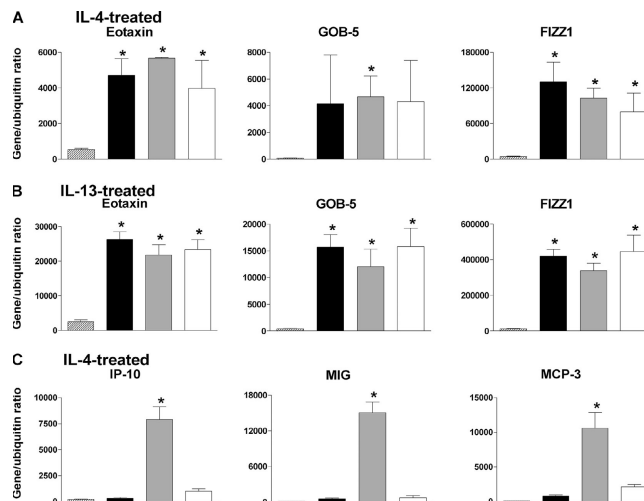 A IL-4-treated
Eotaxin GOB-5 FIZZ1
Gene/ubiquitin ratio
6000 8000 120000
4000 6000 80000
2000 4000 40000
0 2000 0
0
* * * * * * *
B IL-13-treated
Eotaxin GOB-5 FIZZ1
Gene/ubiquitin ratio
30000 20000 600000
20000 15000 400000
10000 10000 200000
0 5000 0
0
* * * * * * * * *
C IL-4-treated
IP-10 MIG MCP-3
Gene/ubiquitin ratio
10000 18000 15000
7500 12000 10000
5000 6000 5000
2500 0 0
0
* * *